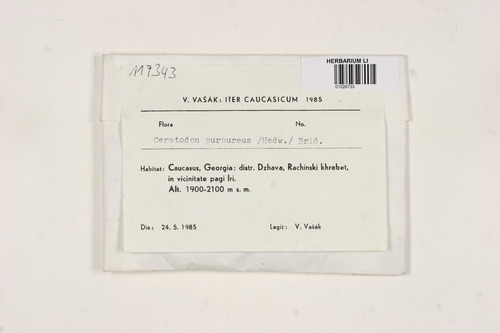 117343
HERBARIUM LI
01026733
V. VAŠÁK: ITER CAUCASICUM 1985
Flora No.
Ceratodon purpureus /Hedw./ Brid.
Habitat: Caucasus, Georgia: distr. Dzhava, Rachinski khrebet,
in vicinitate pagi Iri.
Alt. 1900-2100 m s. m.
Die: 24. 5. 1985 Legit: V. Vašák